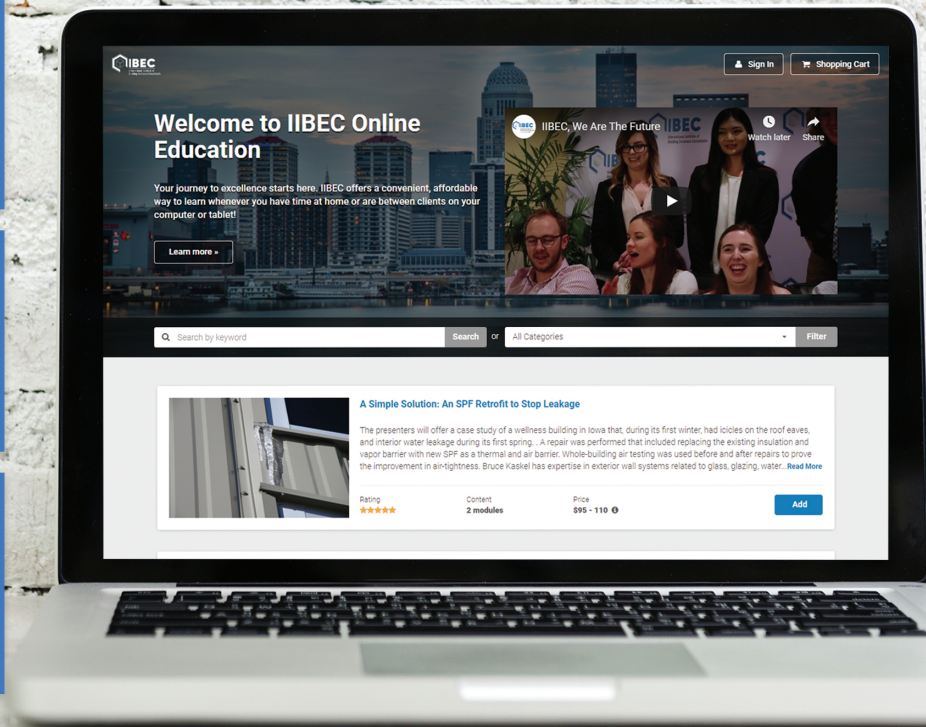 IIBEC
Sign In
Shopping Cart
Welcome to IIBEC Online
Education
Your journey to excellence starts here. IIBEC offers a convenient, affordable
way to learn whenever you have time at home or are between clients on your
computer or tablet!
Learn more »
IIBEC
IIBEC, We Are The Future
IIBEC
Watch later
Share
Search by keyword
Search
or
All Categories
Filter
A Simple Solution: An SPF Retrofit to Stop Leakage
The presenters will offer a case study of a wellness building in Iowa that, during its first winter, had icicles on the roof eaves,
and interior water leakage during its first spring. . A repair was performed that included replacing the existing insulation and
vapor barrier with new SPF as a thermal and air barrier. Whole-building air testing was used before and after repairs to prove
the improvement in air-tightness. Bruce Kaskel has expertise in exterior wall systems related to glass, glazing, water...Read More
Rating
Content
Price
2 modules
$95 - 110
Add